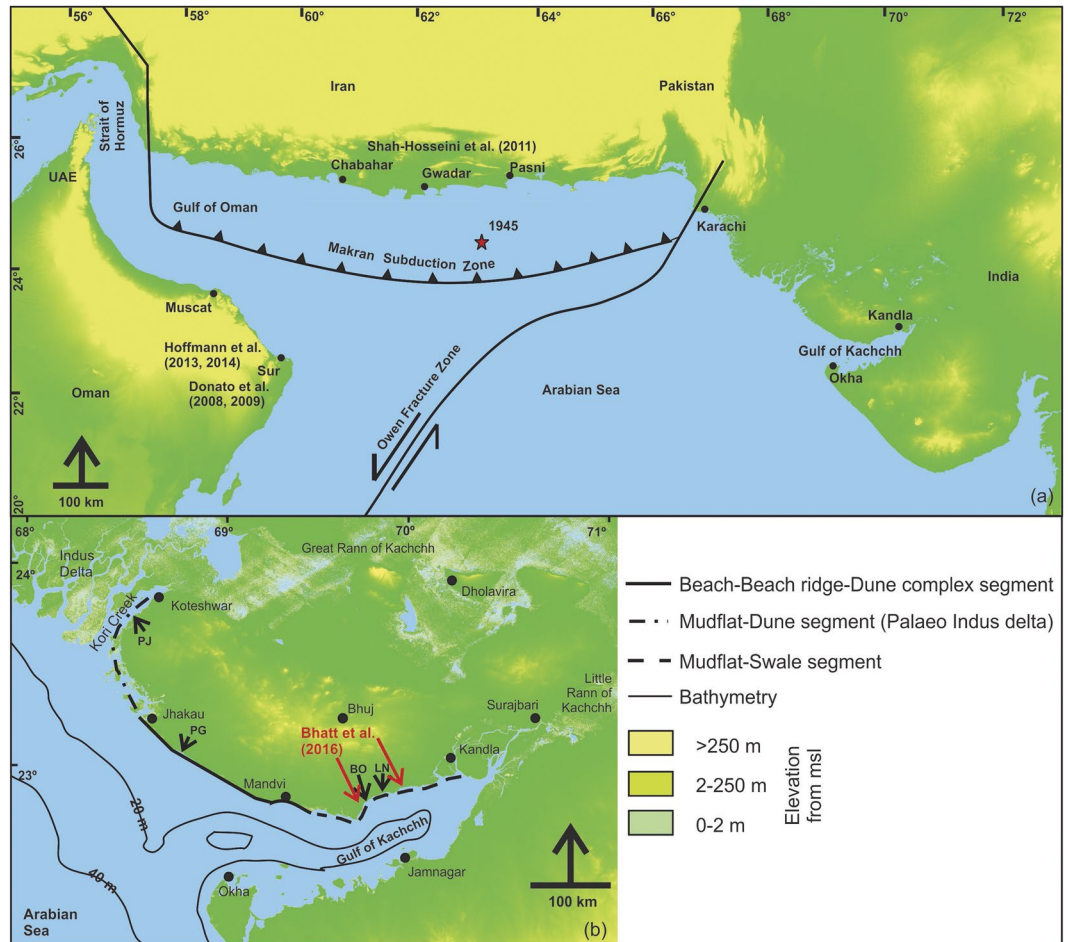 56°
58°
60°
62°
64°
66°
68°
70°
72°
Iran
Pakistan
Strait of
Hormuz
26°
Shah-Hosseini et al. (2011)
Chabahar
Pasni
Gwadar
UAE
Gulf of Oman
1945
Karachi
Makran Subduction Zone
24°
India
Muscat
Kandla
Hoffmann et al.
(2013, 2014)
Gulf of Kachchh
Sur
Okha
Donato et al.
(2008, 2009)
Oman
Arabian Sea
22°
Owen Fracture Zone
100 km
20°
(a)
68°
69°
70°
71°
Indus
Delta
Great Rann of Kachchh
24°
Dholavira
Koteshwar
Kori Creek
PJ
Little
Rann of
Kachchh
Jhakau
Bhuj
Surajbari
PG
Bhatt et al.
(2016)
Kandla
BO
LN
23°
Mandvi
20 m
Gulf of Kachchh
Jamnagar
40 m
Okha
100 km
Arabian
Sea
(b)
Beach-Beach ridge-Dune complex segment
Mudflat-Dune segment (Palaeo Indus delta)
Mudflat-Swale segment
Bathymetry
>250 m
2-250 m
0-2 m
Elevation
from msl